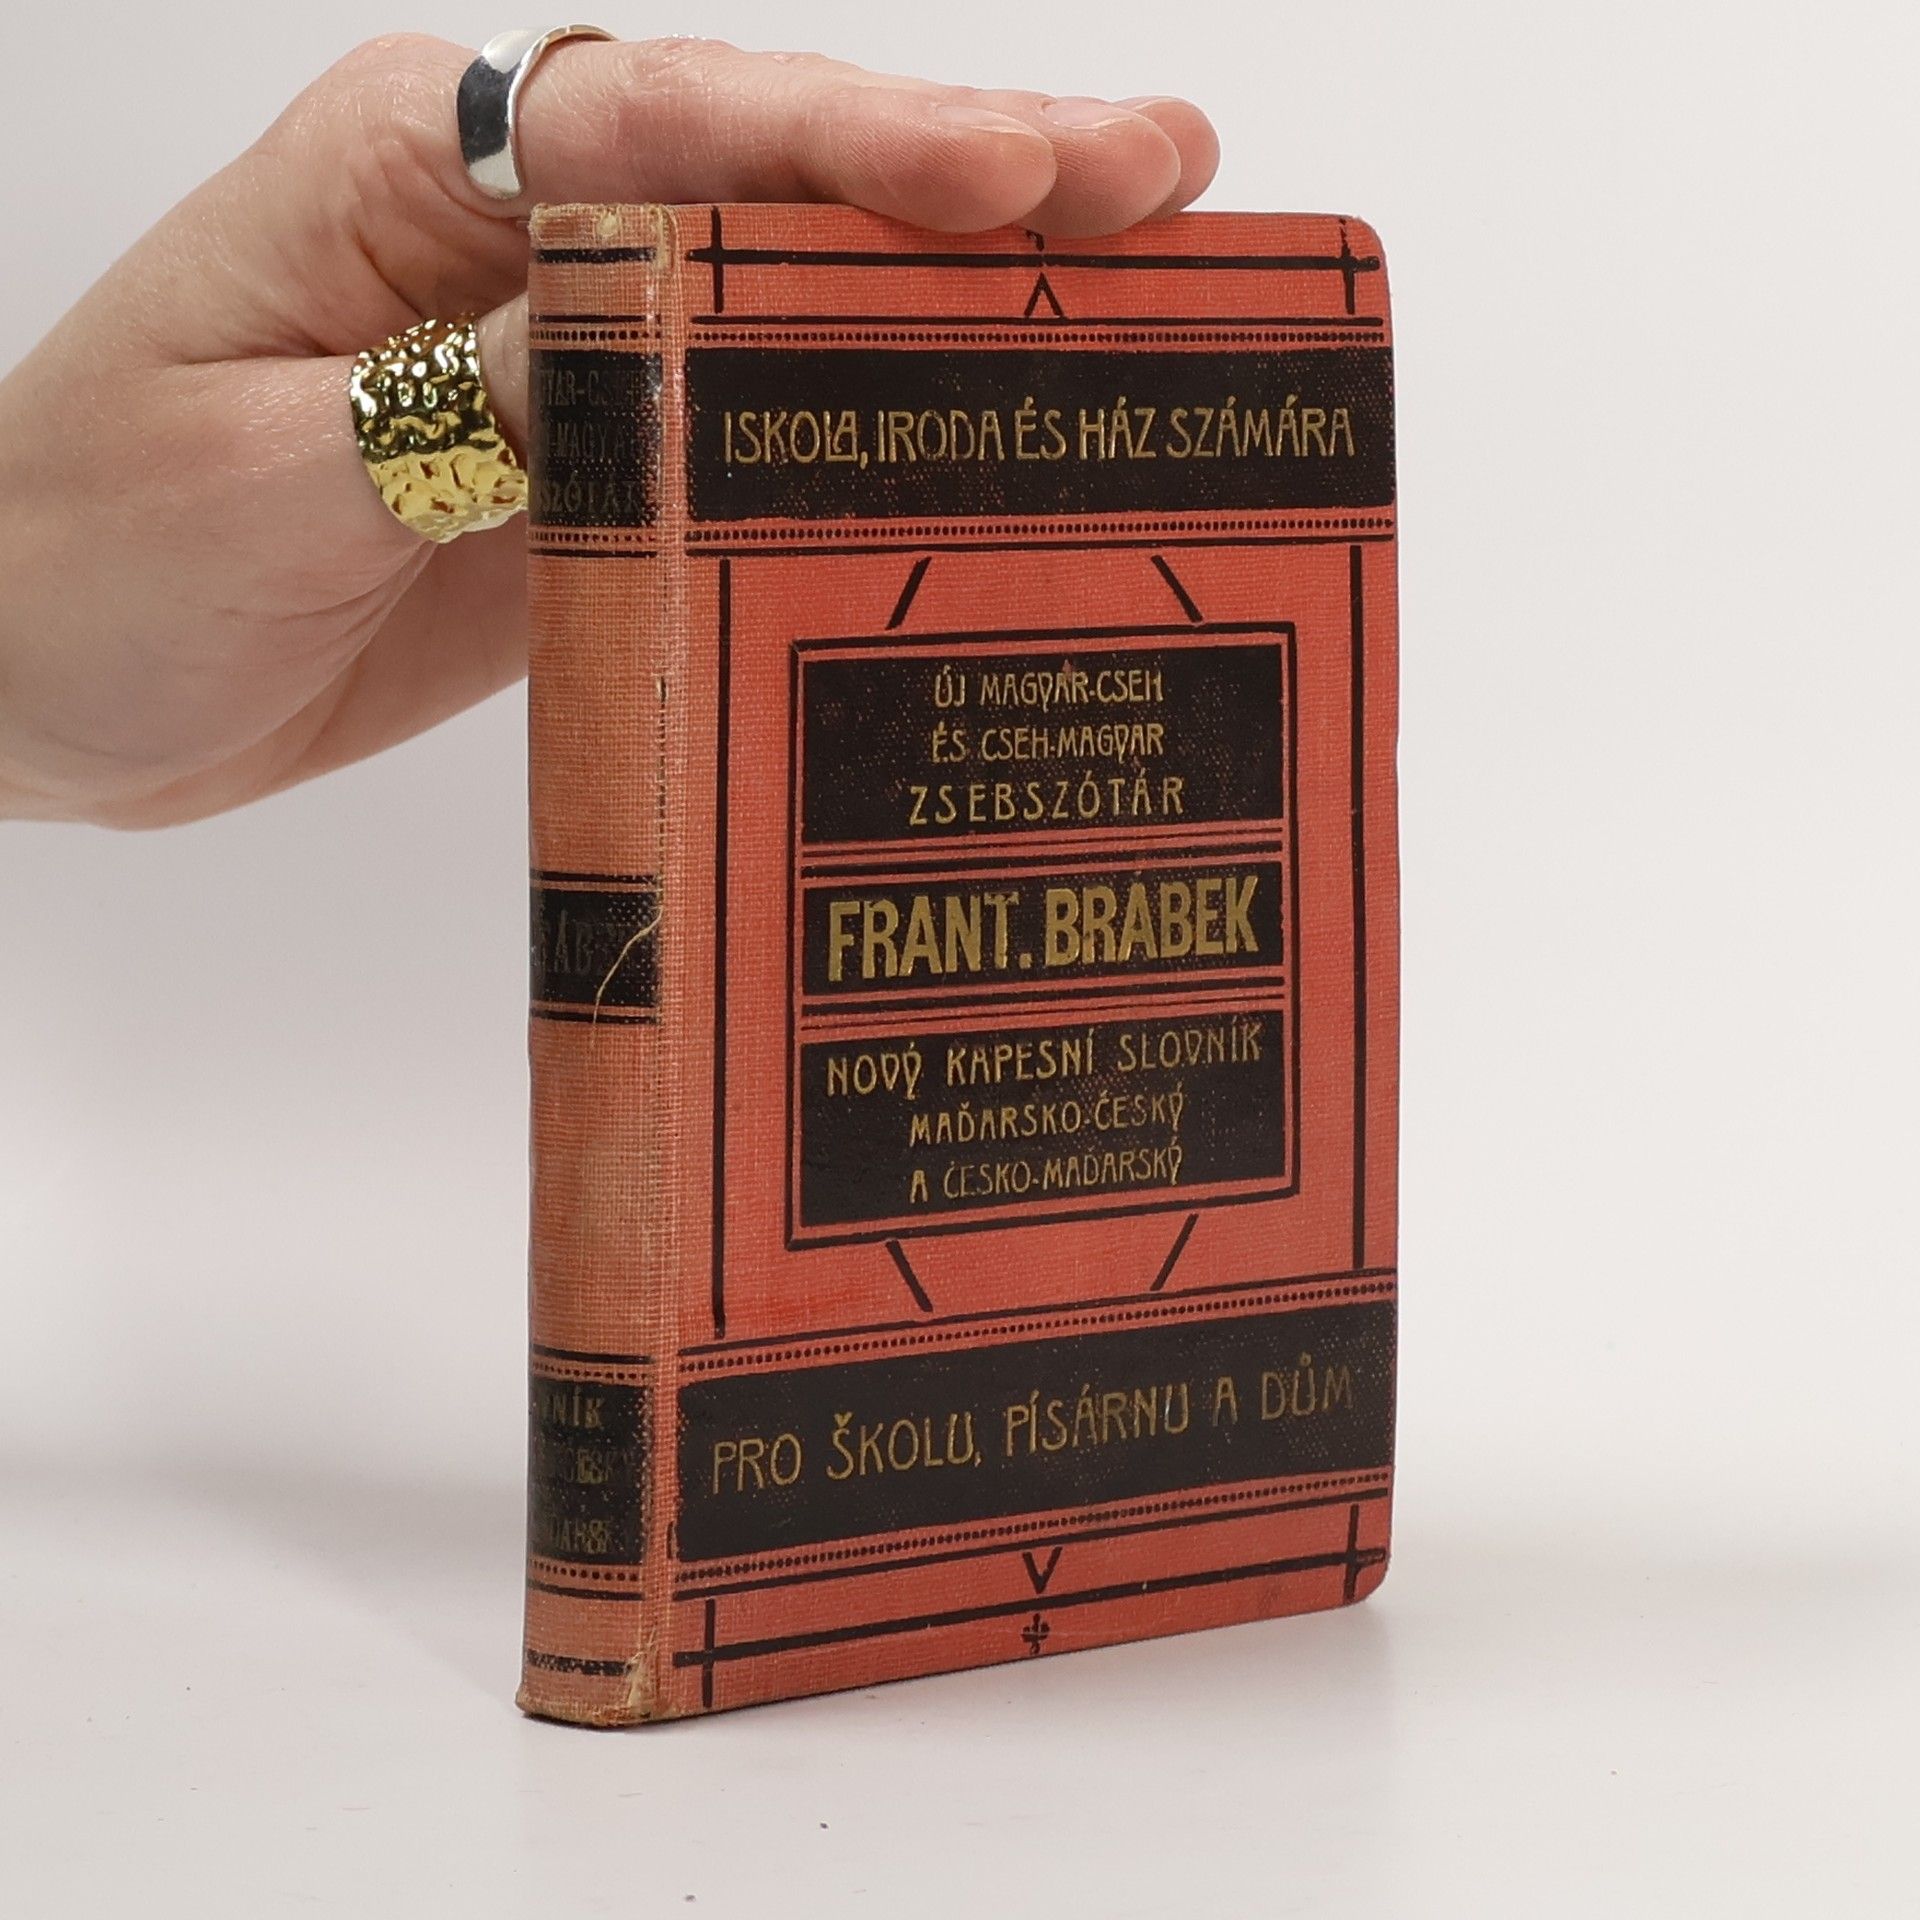 ISKOLA, IRODA ÉS HÁZ SZÁMÁRA
ÚJ MAGYAR-CSEH
ÉS CSEH-MAGYAR
ZSEBSZÓTÁR
FRANT. BRÁBEK
NOVÝ KAPESNÍ SLOVNÍK
MAĎARSKO-ČESKÝ
A ČESKO-MAĎARSKÝ
PRO ŠKOLU, PÍSÁRNU A DŮM